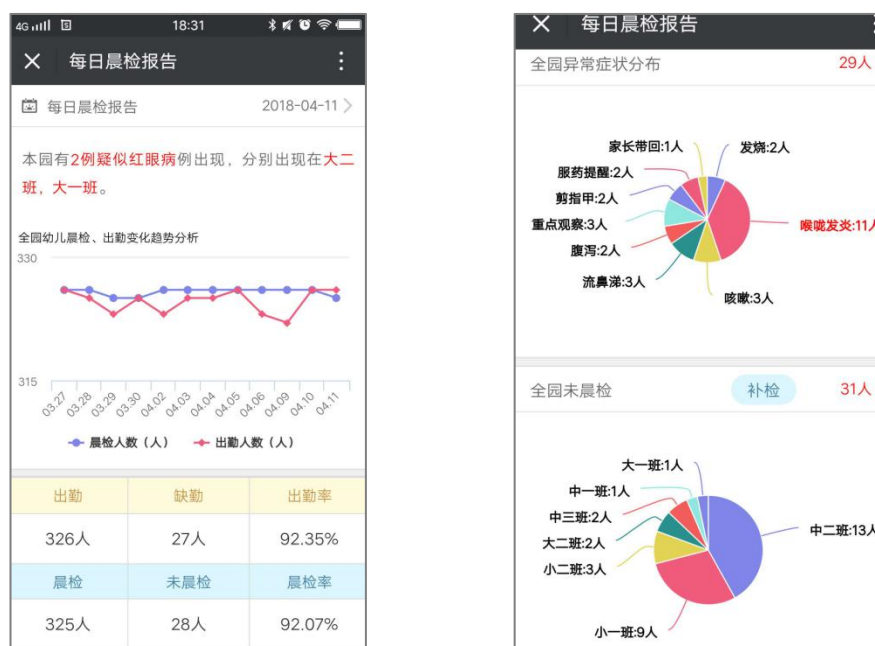 4G 18:31
每日晨检报告
每日晨检报告 2018-04-11
本园有2例疑似红眼病例出现，分别出现在大二
班，大一班。
全园幼儿晨检、出勤变化趋势分析
330
315
03.27 03.28 03.29 03.30 04.02 04.03 04.04 04.05 04.06 04.09 04.10 04.11
晨检人数（人） 出勤人数（人）
出勤 缺勤 出勤率
326人 27人 92.35%
晨检 未晨检 晨检率
325人 28人 92.07%
每日晨检报告
全园异常症状分布 29人
家长带回:1人
发烧:2人
服药提醒:2人
剪指甲:2人
重点观察:3人
喉咙发炎:11人
腹泻:2人
流鼻涕:3人
咳嗽:3人
全园未晨检 补检 31人
大一班:1人
中一班:1人
中三班:2人
中二班:13人
大二班:2人
小二班:3人
小一班:9人